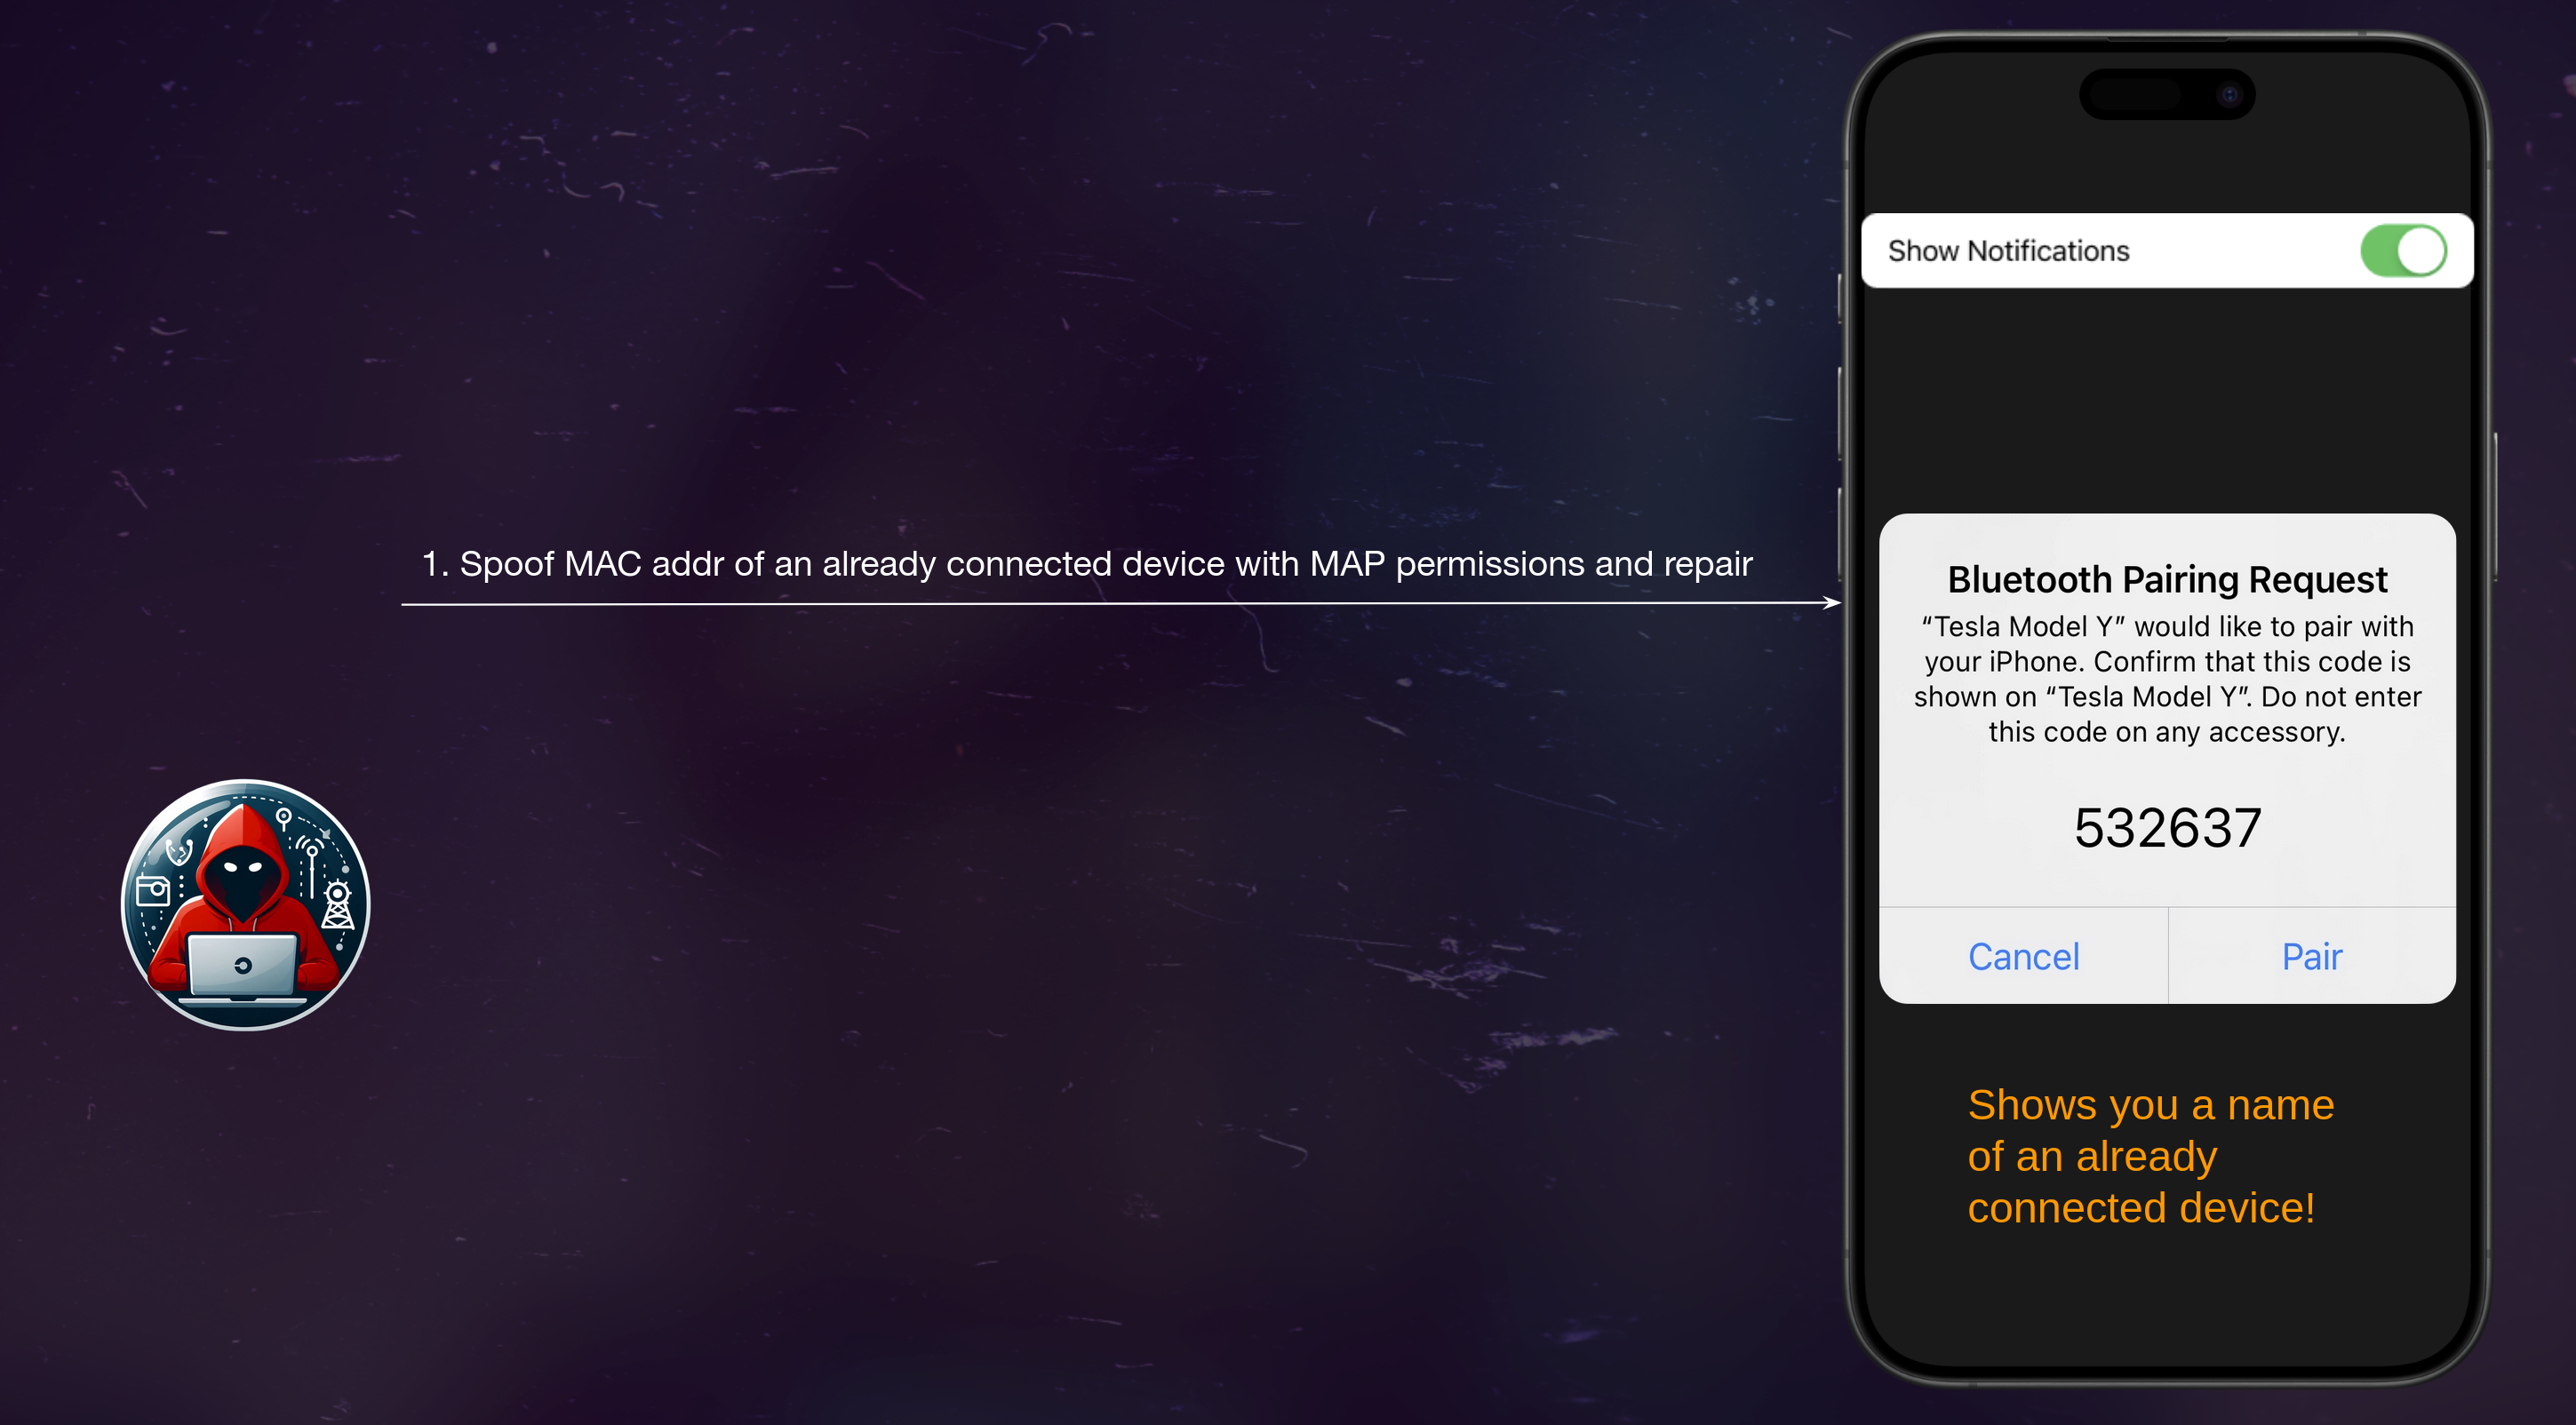 Show Notifications
1. Spoof MAC addr of an already connected device with MAP permissions and repair
Bluetooth Pairing Request
“Tesla Model Y” would like to pair with
your iPhone. Confirm that this code is
shown on “Tesla Model Y”. Do not enter
this code on any accessory.
532637
Cancel
Pair
Shows you a name
of an already
connected device!